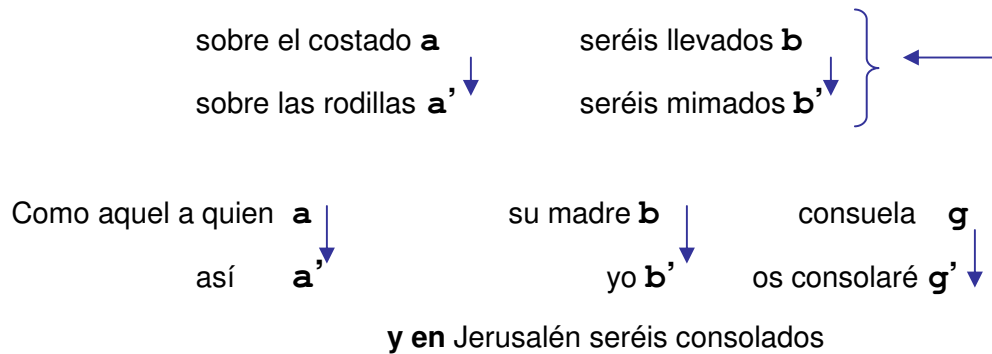 sobre el costado a seréis llevados b
sobre las rodillas a’ seréis mimados b’
Como aquel a quien a su madre b consuela g
así a’ yo b’ os consolaré g’
y en Jerusalén seréis consolados